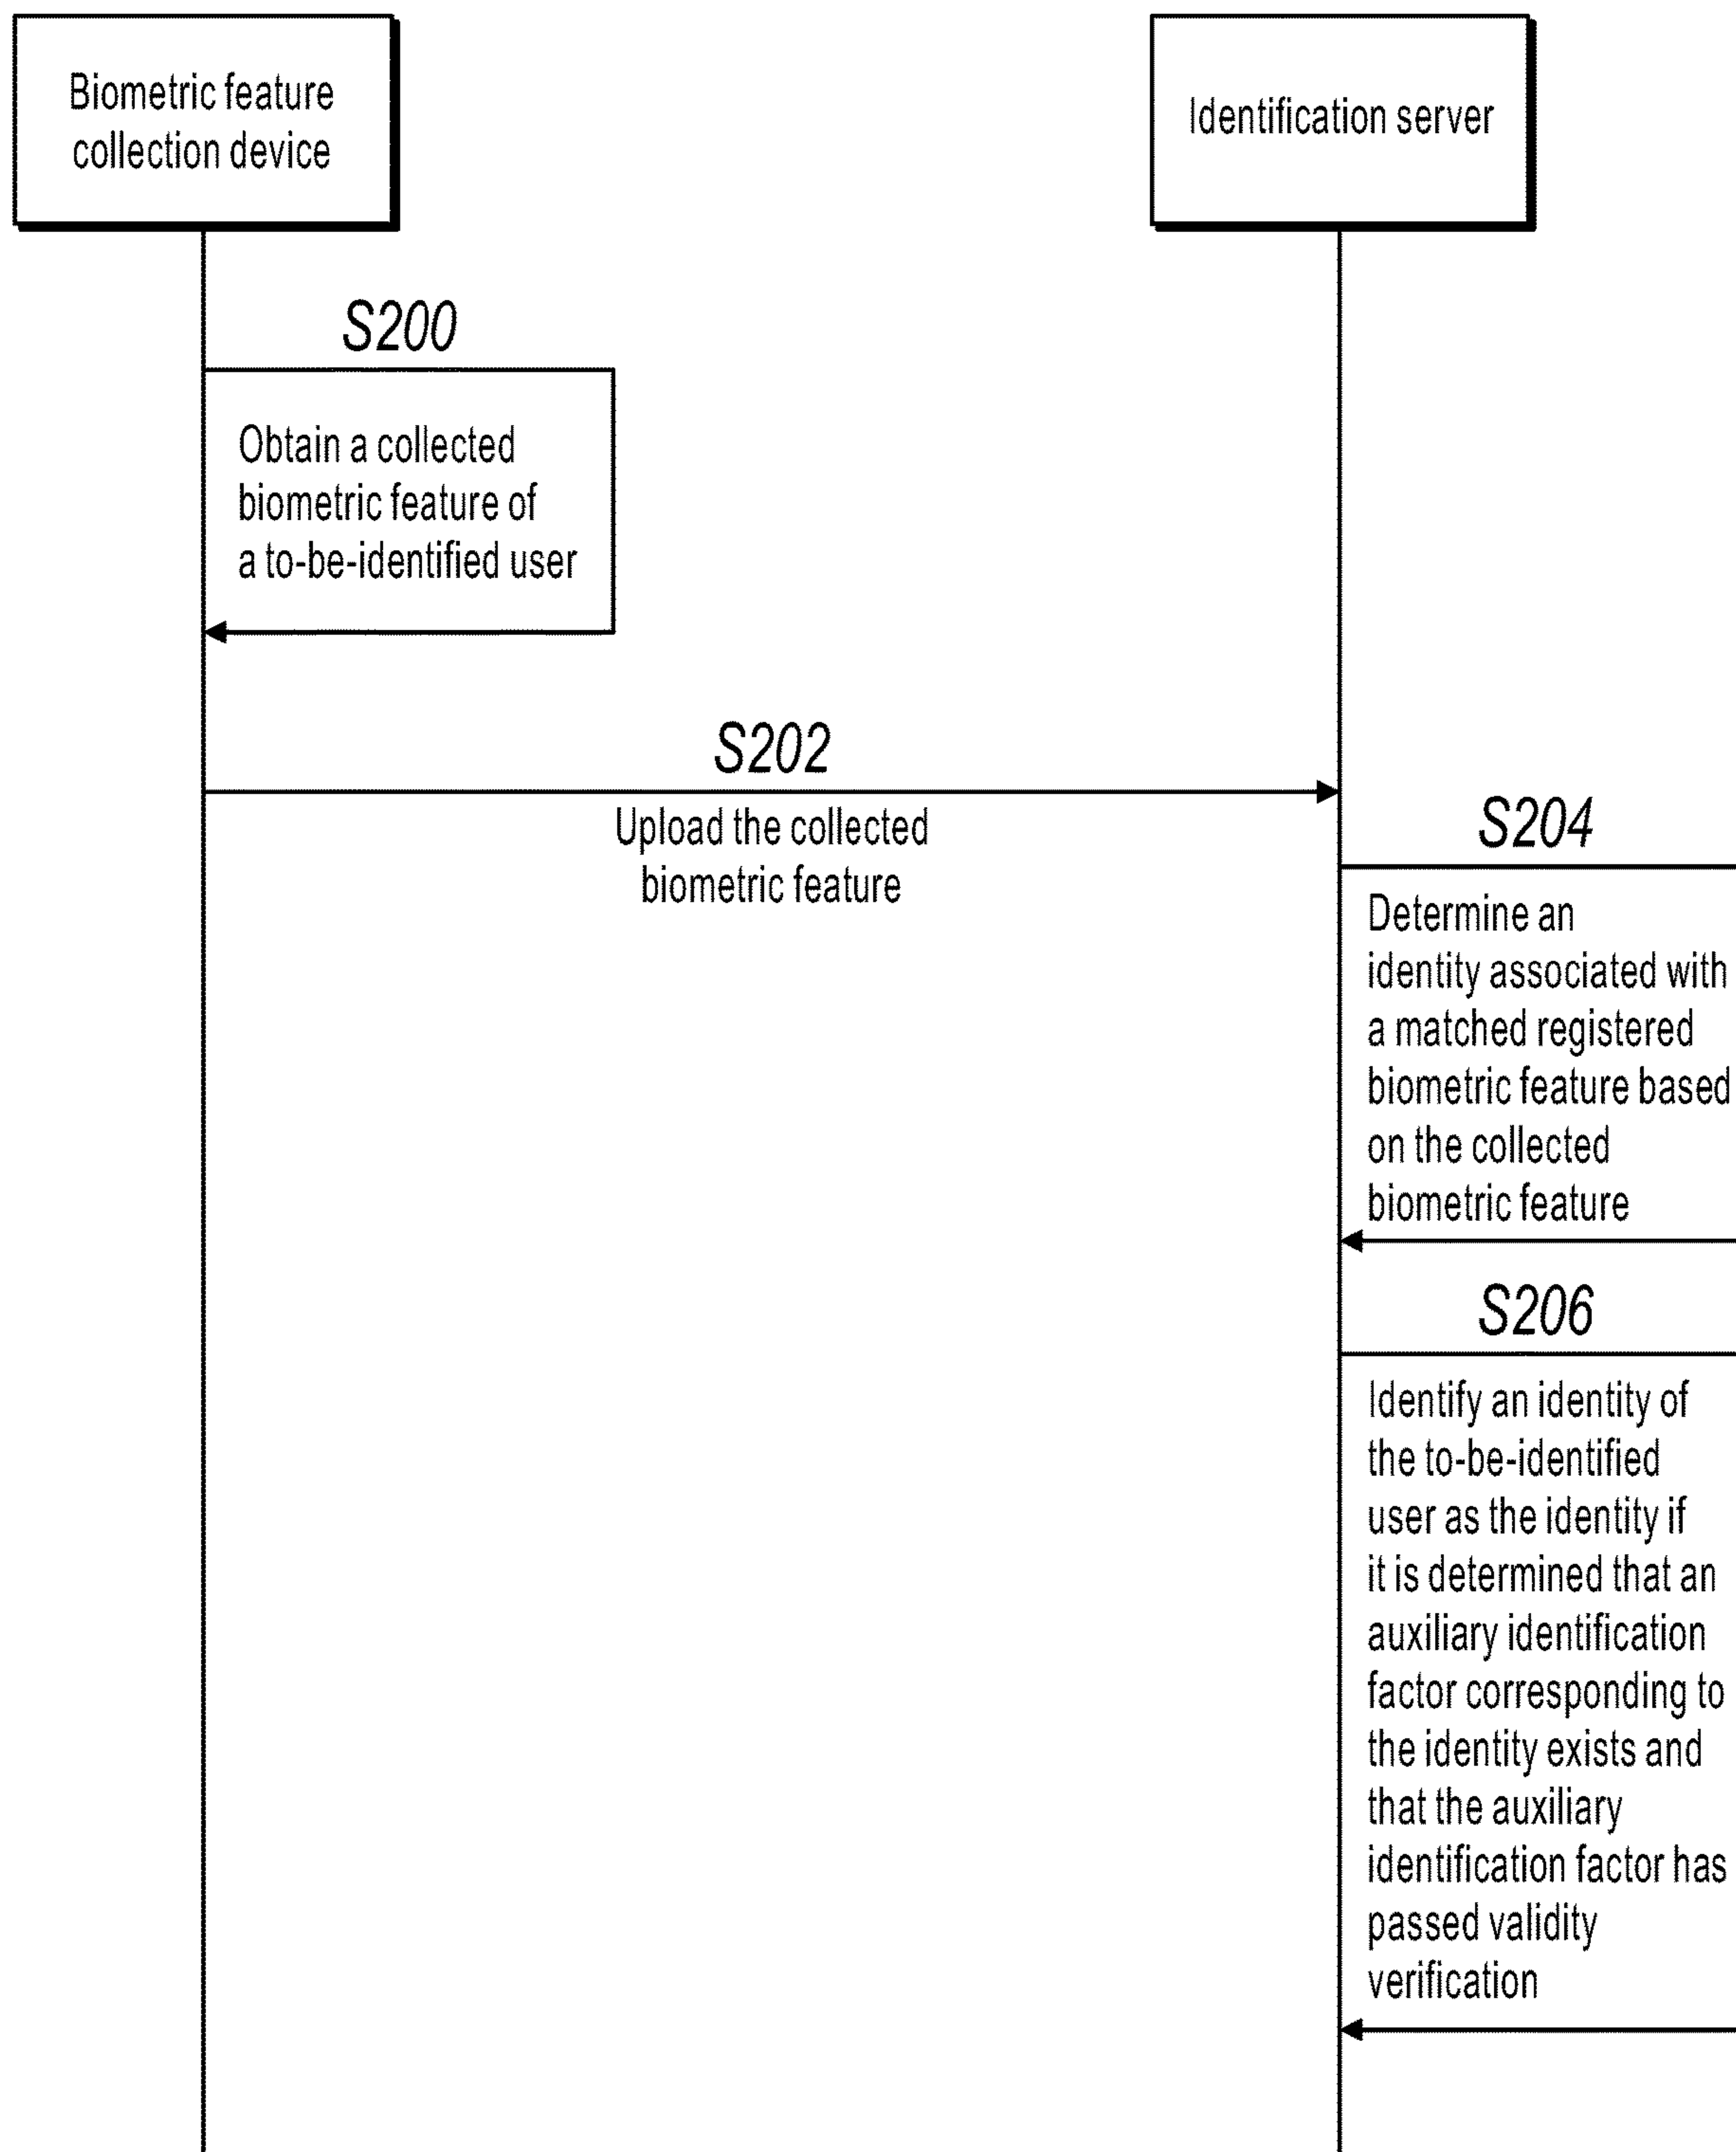 Biometric feature
collection device
Identification server
S200
Obtain a collected
biometric feature of
a to-be-identified user
S202
Upload the collected
biometric feature
S204
Determine an
identity associated with
a matched registered
biometric feature based
on the collected
biometric feature
S206
Identify an identity of
the to-be-identified
user as the identity if
it is determined that an
auxiliary identification
factor corresponding to
the identity exists and
that the auxiliary
identification factor has
passed validity
verification